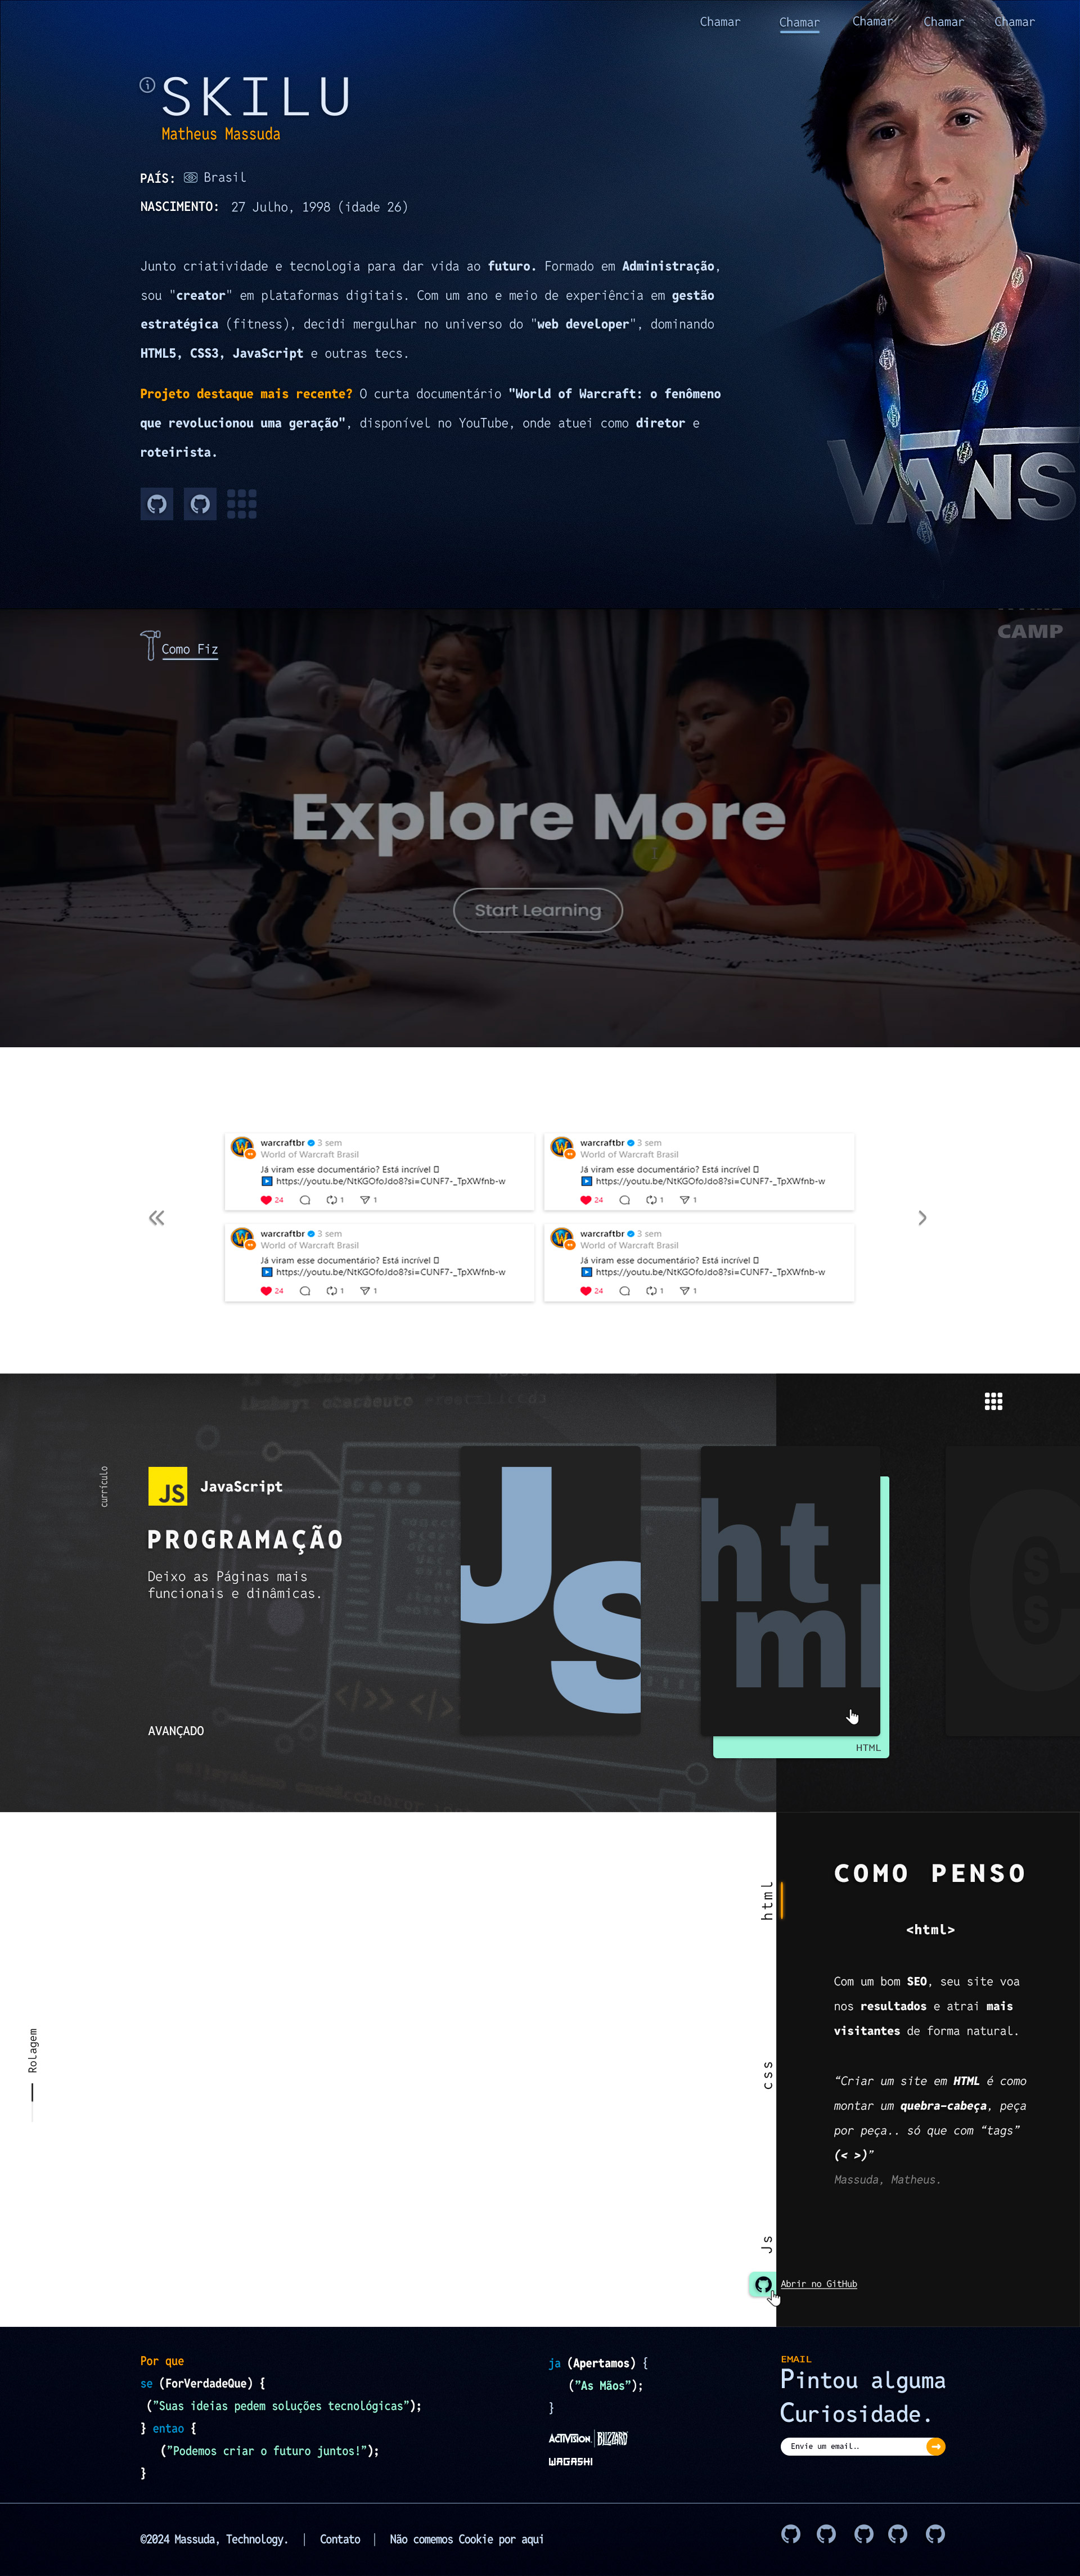 Chamar Chamar Chamar Chamar Chamar
SKILU
Matheus Massuda
PAÍS: Brasil
NASCIMENTO: 27 Julho, 1998 (idade 26)
Junto criatividade e tecnologia para dar vida ao futuro. Formado em Administração,
sou "creator" em plataformas digitais. Com um ano e meio de experiência em gestão
estratégica (fitness), decidi mergulhar no universo do "web developer", dominando
HTML5, CSS3, JavaScript e outras tecs.
Projeto destaque mais recente? O curta documentário "World of Warcraft: o fenômeno
que revolucionou uma geração", disponível no YouTube, onde atuei como diretor e
roteirista.
VANS
CAMP
Como Fiz
Explore More
Start Learning
warcraftbr 3 sem
World of Warcraft Brasil
Já viram esse documentário? Está incrível
https://youtu.be/NtKGOfoJdo8?si=CUNF7-_TpXWfnb-w
24 1 1
warcraftbr 3 sem
World of Warcraft Brasil
Já viram esse documentário? Está incrível
https://youtu.be/NtKGOfoJdo8?si=CUNF7-_TpXWfnb-w
24 1 1
warcraftbr 3 sem
World of Warcraft Brasil
Já viram esse documentário? Está incrível
https://youtu.be/NtKGOfoJdo8?si=CUNF7-_TpXWfnb-w
24 1 1
warcraftbr 3 sem
World of Warcraft Brasil
Já viram esse documentário? Está incrível
https://youtu.be/NtKGOfoJdo8?si=CUNF7-_TpXWfnb-w
24 1 1
currículo
JS JavaScript
PROGRAMAÇÃO
Deixo as Páginas mais
funcionais e dinâmicas.
AVANÇADO
Js
html
HTML
Css
COMO PENSO
<html>
Com um bom SEO, seu site voa
nos resultados e atrai mais
visitantes de forma natural.
“Criar um site em HTML é como
montar um quebra-cabeça, peça
por peça.. só que com “tags”
(< >)”
Massuda, Matheus.
html
css
Js
Rolagem
Abrir no GitHub
Por que
se (ForVerdadeQue) {
("Suas ideias pedem soluções tecnológicas");
} entao {
("Podemos criar o futuro juntos!");
}
ja (Apertamos) {
("As Mãos");
}
ACTIVISION BLIZZARD
WAGASHI
EMAIL
Pintou alguma
Curiosidade.
Envie um email..
©2024 Massuda, Technology. | Contato | Não comemos Cookie por aqui